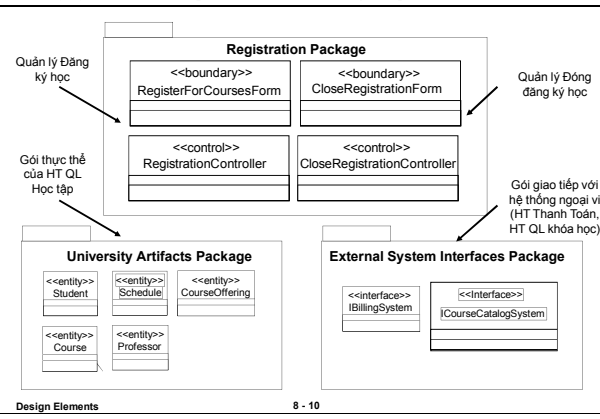 Registration Package
Quản lý Đăng
ký học
<<boundary>>
RegisterForCoursesForm
<<boundary>>
CloseRegistrationForm
Quản lý Đóng
đăng ký học
<<control>>
RegistrationController
<<control>>
CloseRegistrationController
Gói thực thể
của HT QL
Học tập
Gói giao tiếp với
hệ thống ngoại vi
(HT Thanh Toán,
HT QL khóa học)
University Artifacts Package
<<entity>>
Student
<<entity>>
Schedule
<<entity>>
CourseOffering
<<entity>>
Course
<<entity>>
Professor
External System Interfaces Package
<<interface>>
IBillingSystem
<<Interface>>
ICourseCatalogSystem
Design Elements
8 - 10